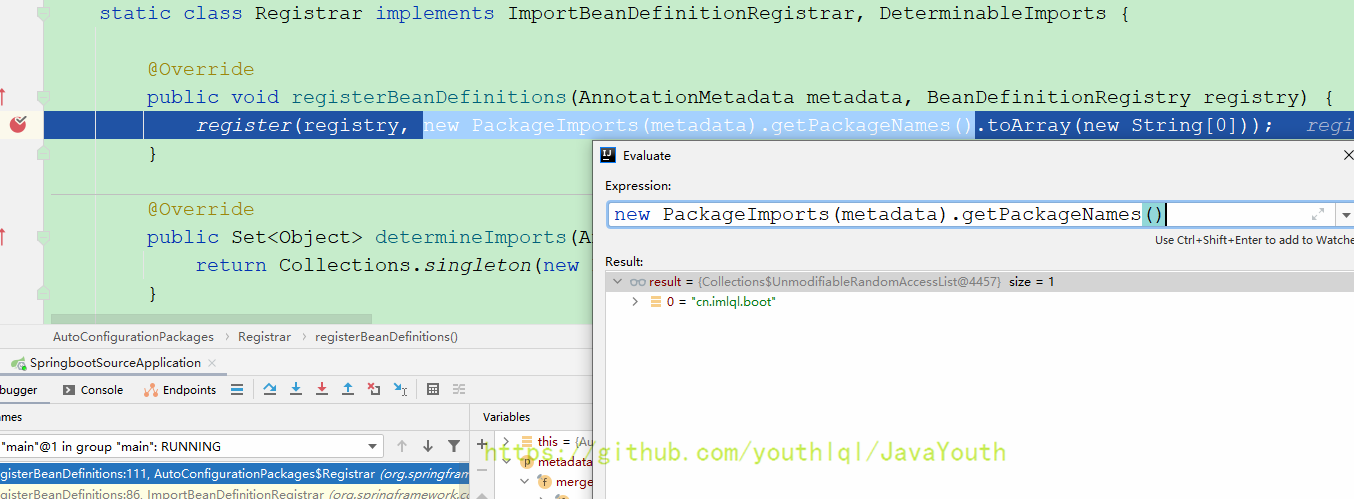 static class Registrar implements ImportBeanDefinitionRegistrar, DeterminableImports {
@Override
public void registerBeanDefinitions(AnnotationMetadata metadata, BeanDefinitionRegistry registry) {
register(registry, new PackageImports(metadata).getPackageNames().toArray(new String[0])); regi
}
@Override
public Set<Object> determineImports(A
return Collections.singleton(new
}
Evaluate
Expression:
new PackageImports(metadata).getPackageNames()
Use Ctrl+Shift+Enter to add to Watche
Result:
result = {Collections$UnmodifiableRandomAccessList@4457} size = 1
0 = "cn.imlql.boot"
AutoConfigurationPackages > Registrar > registerBeanDefinitions()
SpringbootSourceApplication
bugger Console Endpoints
mes Variables
"main"@1 in group "main": RUNNING
this = {Au
https://github.com/youthlql/JavaYouth
metadata
merge
gisterBeanDefinitions:111, AutoConfigurationPackages$Registrar (org.springfram
gisterBeanDefinitions:86, ImportBeanDefinitionRegistrar (org.springframework.co